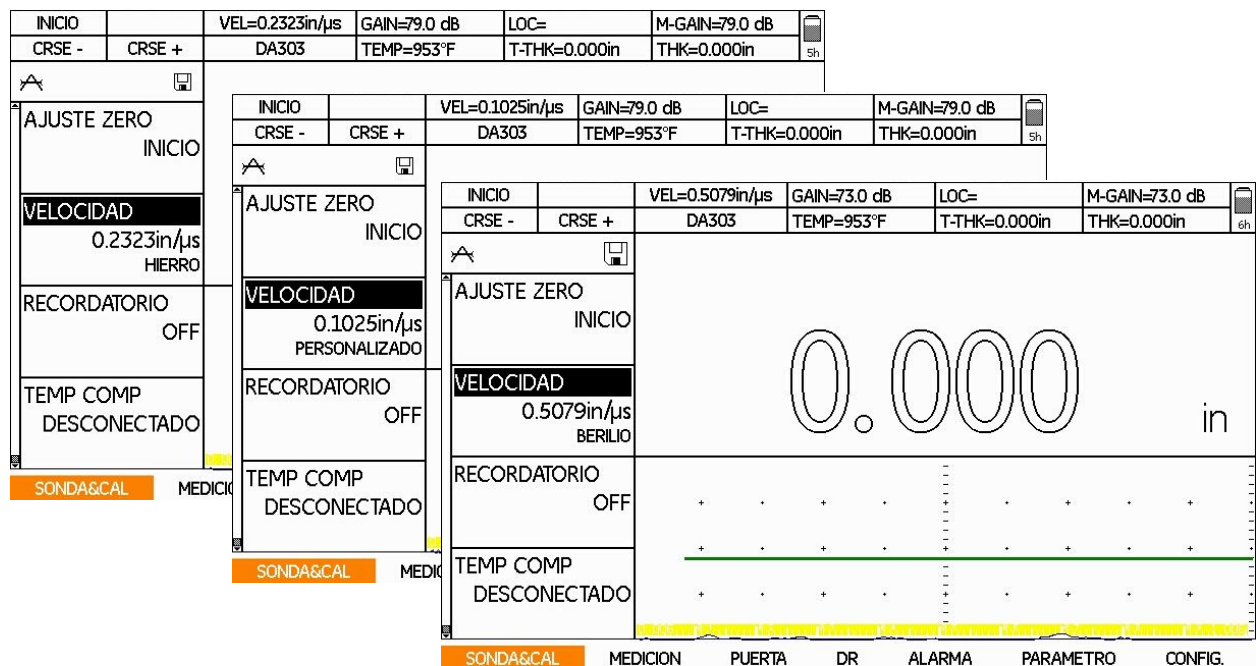 INICIO VEL=0.2323in/µs GAIN=79.0 dB LOC= M-GAIN=79.0 dB
CRSE - CRSE + DA303 TEMP=953°F T-THK=0.000in THK=0.000in 5h
AJUSTE ZERO
INICIO
VELOCIDAD
0.2323in/µs
HIERRO
RECORDATORIO
OFF
TEMP COMP
DESCONECTADO
SONDA&CAL
INICIO VEL=0.1025in/µs GAIN=79.0 dB LOC= M-GAIN=79.0 dB
CRSE - CRSE + DA303 TEMP=953°F T-THK=0.000in THK=0.000in 5h
AJUSTE ZERO
INICIO
VELOCIDAD
0.1025in/µs
PERSONALIZADO
RECORDATORIO
OFF
TEMP COMP
DESCONECTADO
SONDA&CAL
INICIO VEL=0.5079in/µs GAIN=73.0 dB LOC= M-GAIN=73.0 dB
CRSE - CRSE + DA303 TEMP=953°F T-THK=0.000in THK=0.000in 6h
AJUSTE ZERO
INICIO
VELOCIDAD
0.5079in/µs
BERILIO
0.000 in
RECORDATORIO
OFF
TEMP COMP
DESCONECTADO
SONDA&CAL MEDICION PUERTA DR ALARMA PARAMETRO CONFIG.